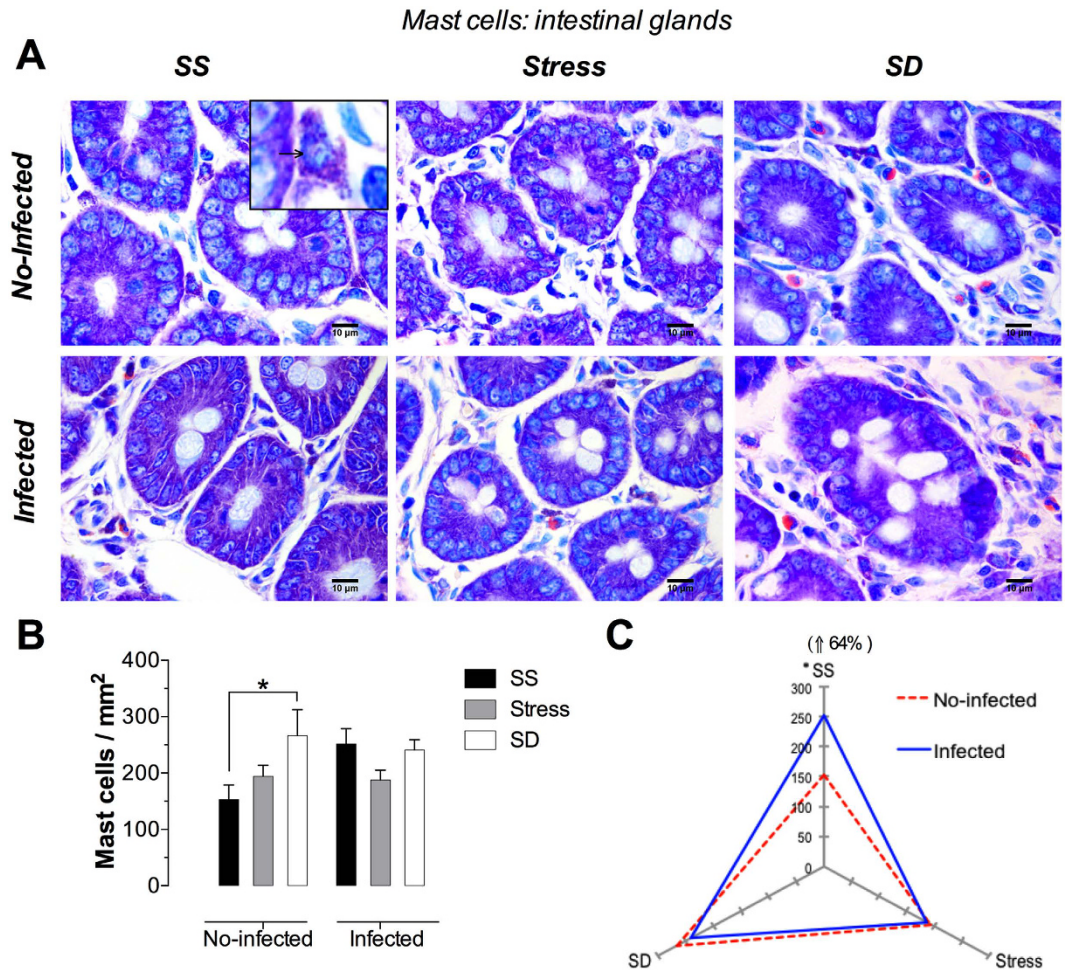 Mast cells: intestinal glands
A
SS
Stress
SD
No-Infected
10 µm
10 µm
10 µm
Infected
10 µm
10 µm
10 µm
B
Mast cells / mm²
400
300
200
100
0
*
No-infected
Infected
SS
Stress
SD
C
(⇑ 64%)
*SS
300
250
200
150
100
50
0
SD
Stress
No-infected
Infected